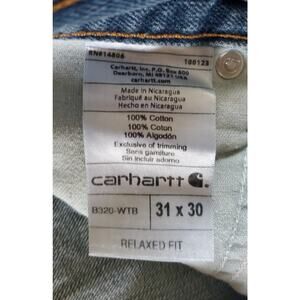 RN#14806 100123
Carhartt, Inc. P.O. Box 600
Dearborn, MI 48121 USA
carhartt.com
Made in Nicaragua
Fabriqué au Nicaragua
Hecho en Nicaragua
100% Cotton
100% Coton
100% Algodón
Exclusive of trimming
Sans garniture
Sin incluir adorno
carhartt
B320-WTB 31 x 30
RELAXED FIT